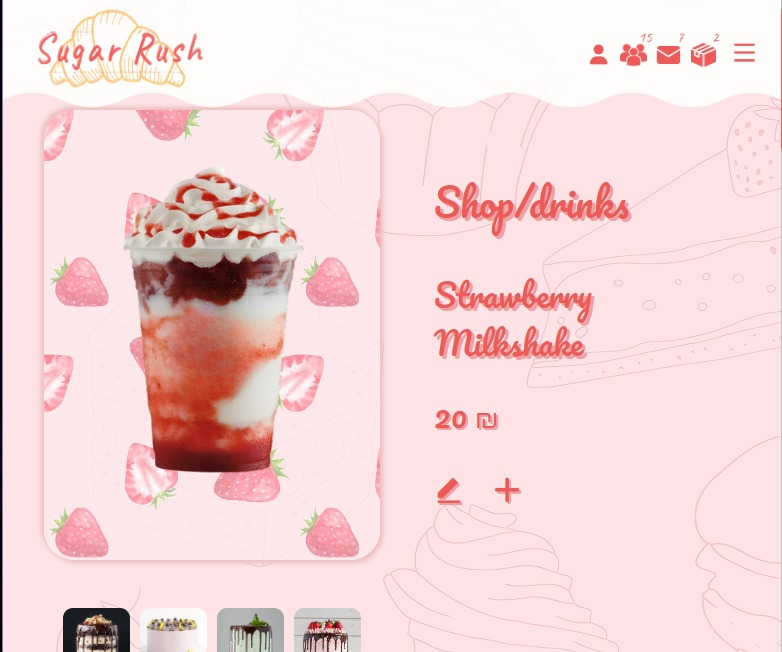 Sugar Rush
15
7
2
Shop/drinks
Strawberry
Milkshake
20 ₪